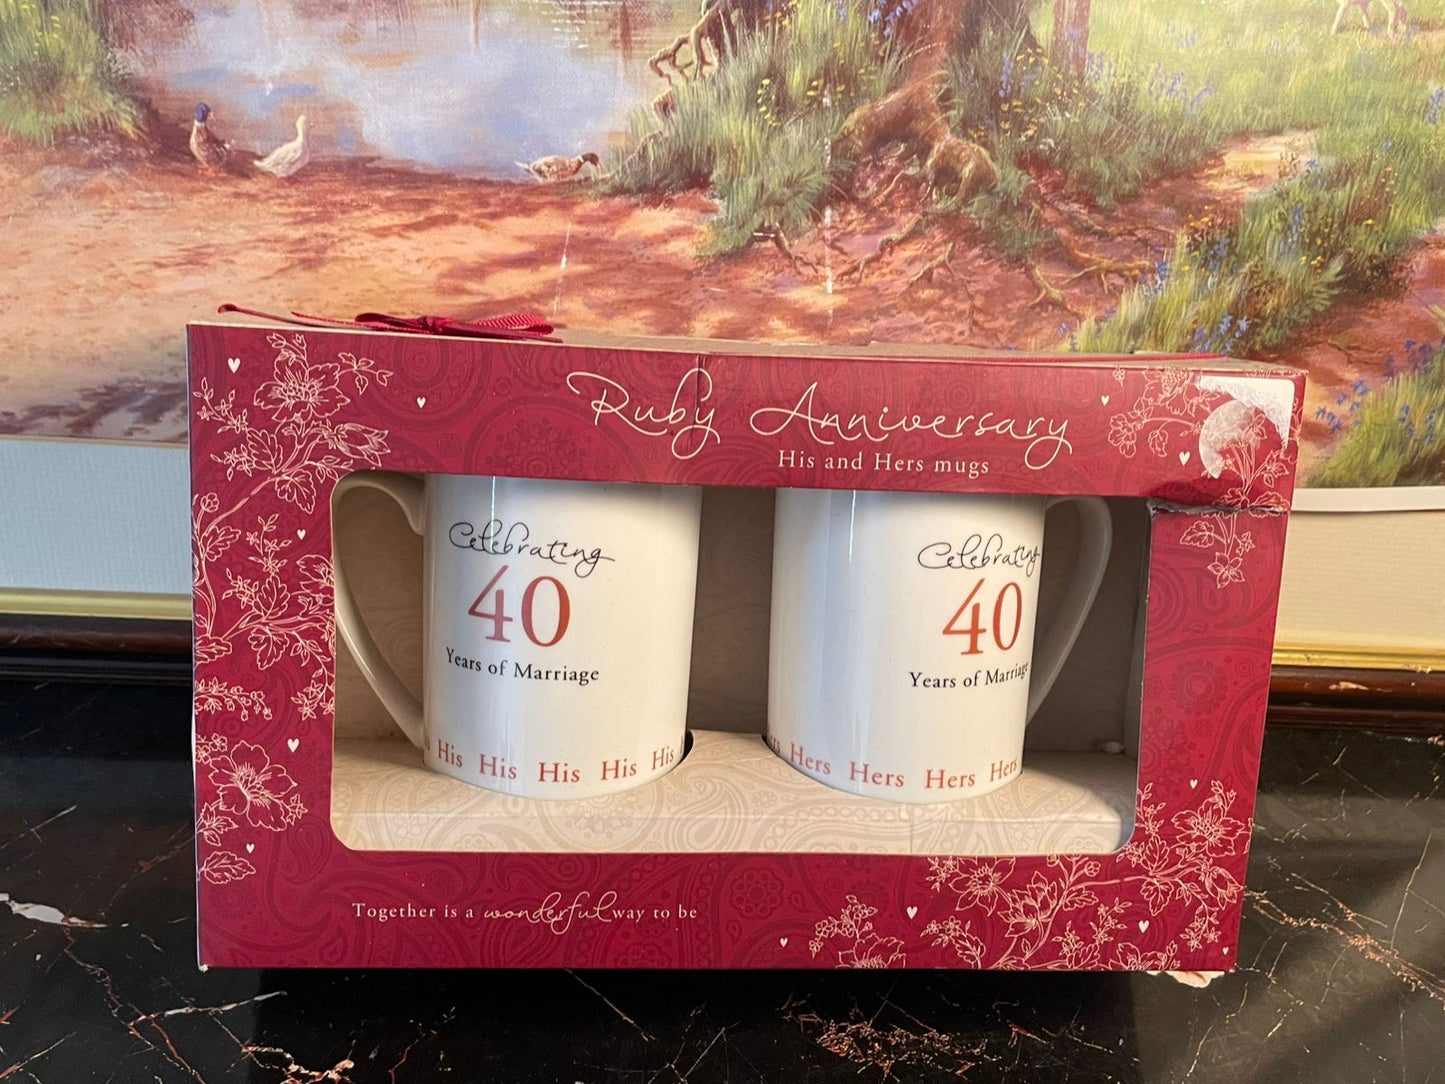 Ruby Anniversary
His and Hers mugs
Celebrating
40
Years of Marriage
His His His His
Celebrating
40
Years of Marriage
Hers Hers Hers Hers
Together is a wonderful way to be